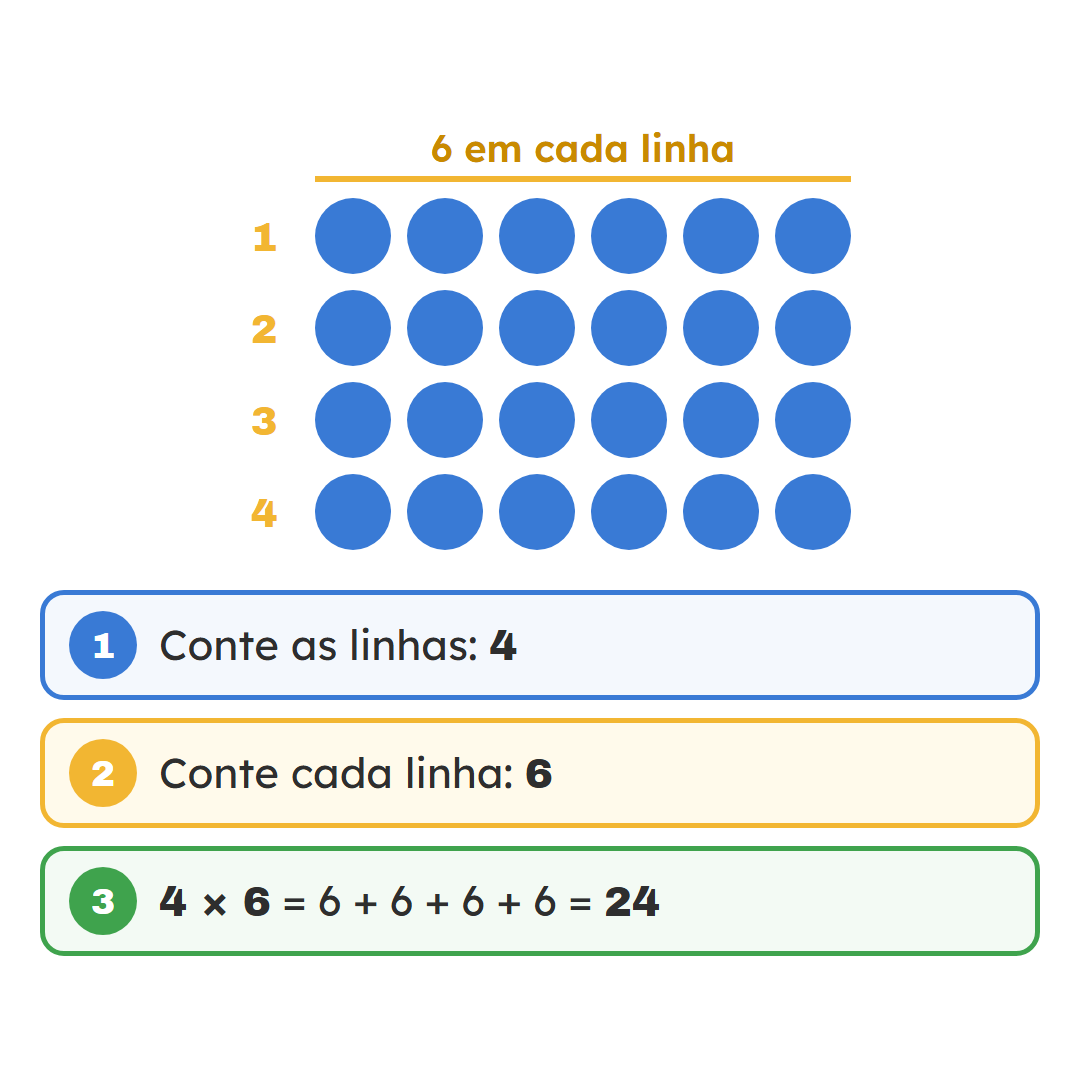 6 em cada linha
1
2
3
4
1 Conte as linhas: 4
2 Conte cada linha: 6
3 4 × 6 = 6 + 6 + 6 + 6 = 24